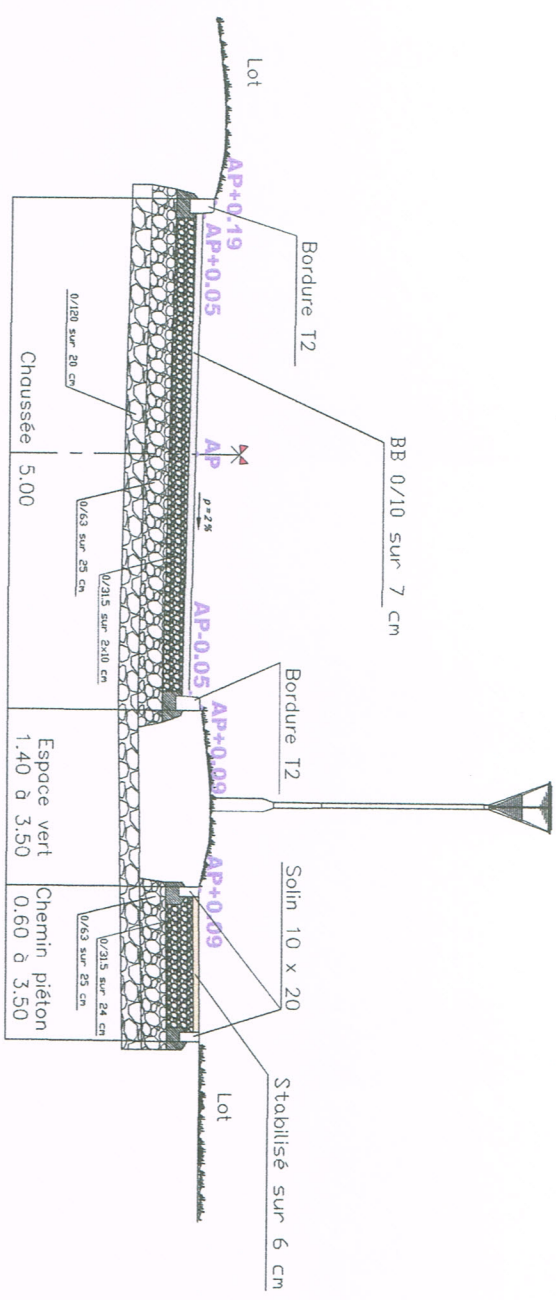 Lot
AP+0.19
AP+0.05
Bordure T2
BB 0/10 sur 7 cm
AP
p=2%
AP-0.05
AP+0.09
Bordure T2
AP+0.09
Solin 10 x 20
Stabilisé sur 6 cm
Lot
0/120 sur 20 cm
0/63 sur 25 cm
0/31.5 sur 2x10 cm
0/31.5 sur 24 cm
0/63 sur 25 cm
Chaussée 5.00
Espace vert
1.40 à 3.50
Chemin piéton
0.60 à 3.50